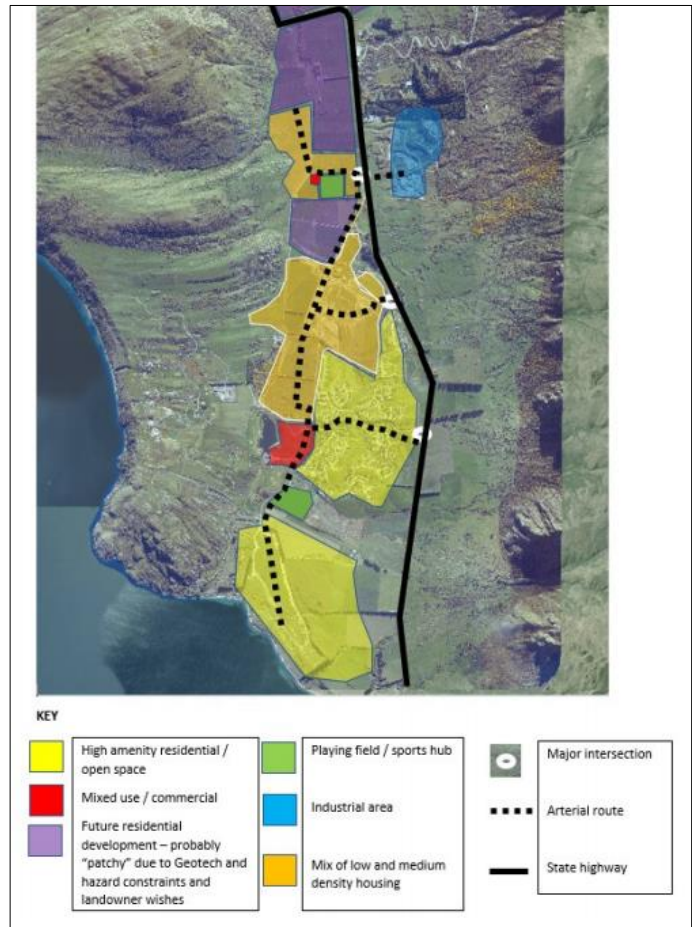 KEY
High amenity residential /
open space
Mixed use / commercial
Future residential
development – probably
"patchy" due to Geotech and
hazard constraints and
landowner wishes
Playing field / sports hub
Industrial area
Mix of low and medium
density housing
Major intersection
Arterial route
State highway